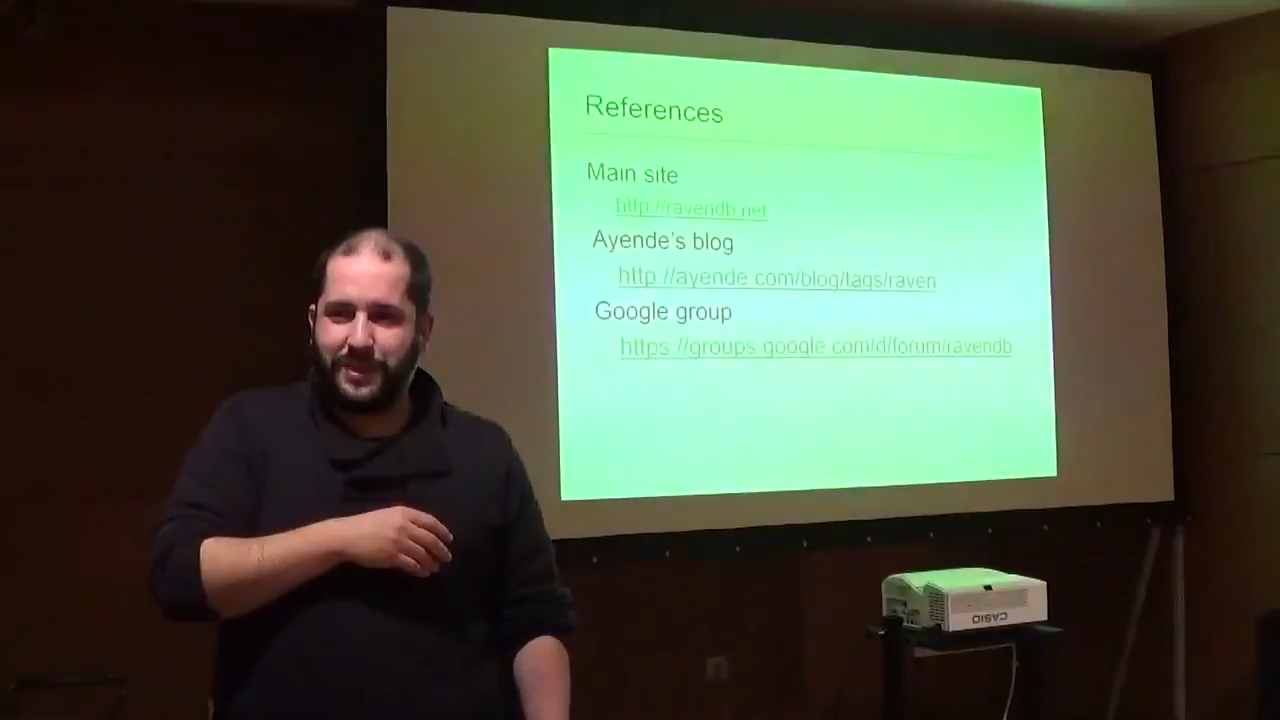 References
Main site
http://ravendb.net
Ayende's blog
http://ayende.com/blog/tags/raven
Google group
https://groups.google.com/d/forum/ravendb
CASIO